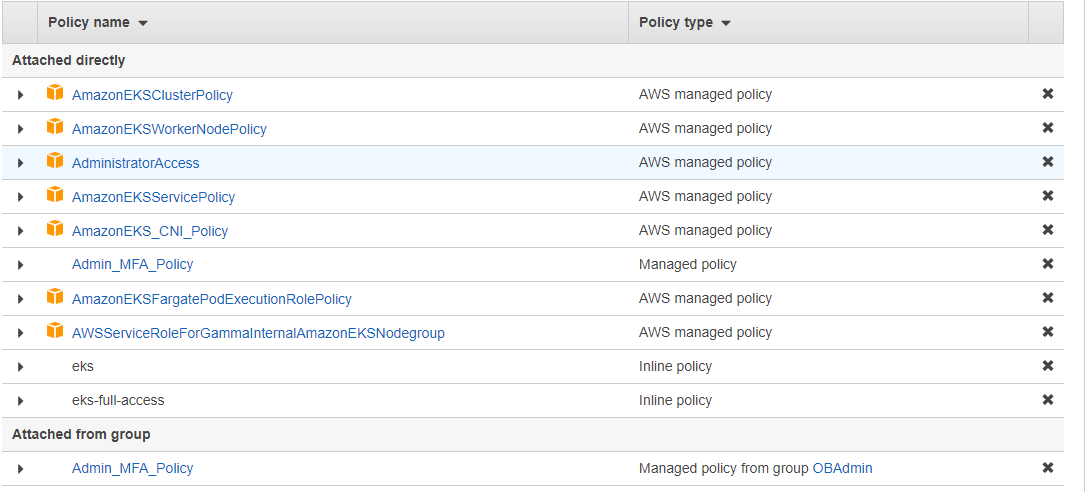 Policy name Policy type
Attached directly
AmazonEKSClusterPolicy AWS managed policy
AmazonEKSWorkerNodePolicy AWS managed policy
AdministratorAccess AWS managed policy
AmazonEKSServicePolicy AWS managed policy
AmazonEKS_CNI_Policy AWS managed policy
Admin_MFA_Policy Managed policy
AmazonEKSFargatePodExecutionRolePolicy AWS managed policy
AWSServiceRoleForGammaInternalAmazonEKSNodegroup AWS managed policy
eks Inline policy
eks-full-access Inline policy
Attached from group
Admin_MFA_Policy Managed policy from group OBAdmin